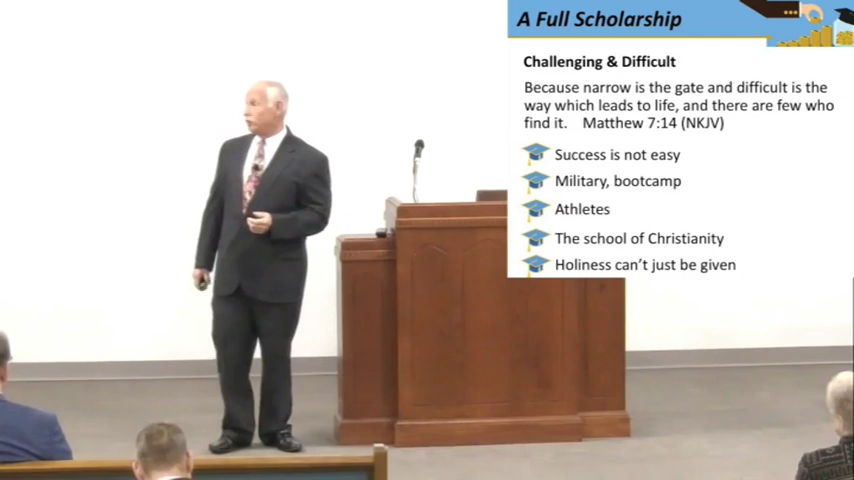 A Full Scholarship
Challenging & Difficult
Because narrow is the gate and difficult is the
way which leads to life, and there are few who
find it. Matthew 7:14 (NKJV)
Success is not easy
Military, bootcamp
Athletes
The school of Christianity
Holiness can't just be given